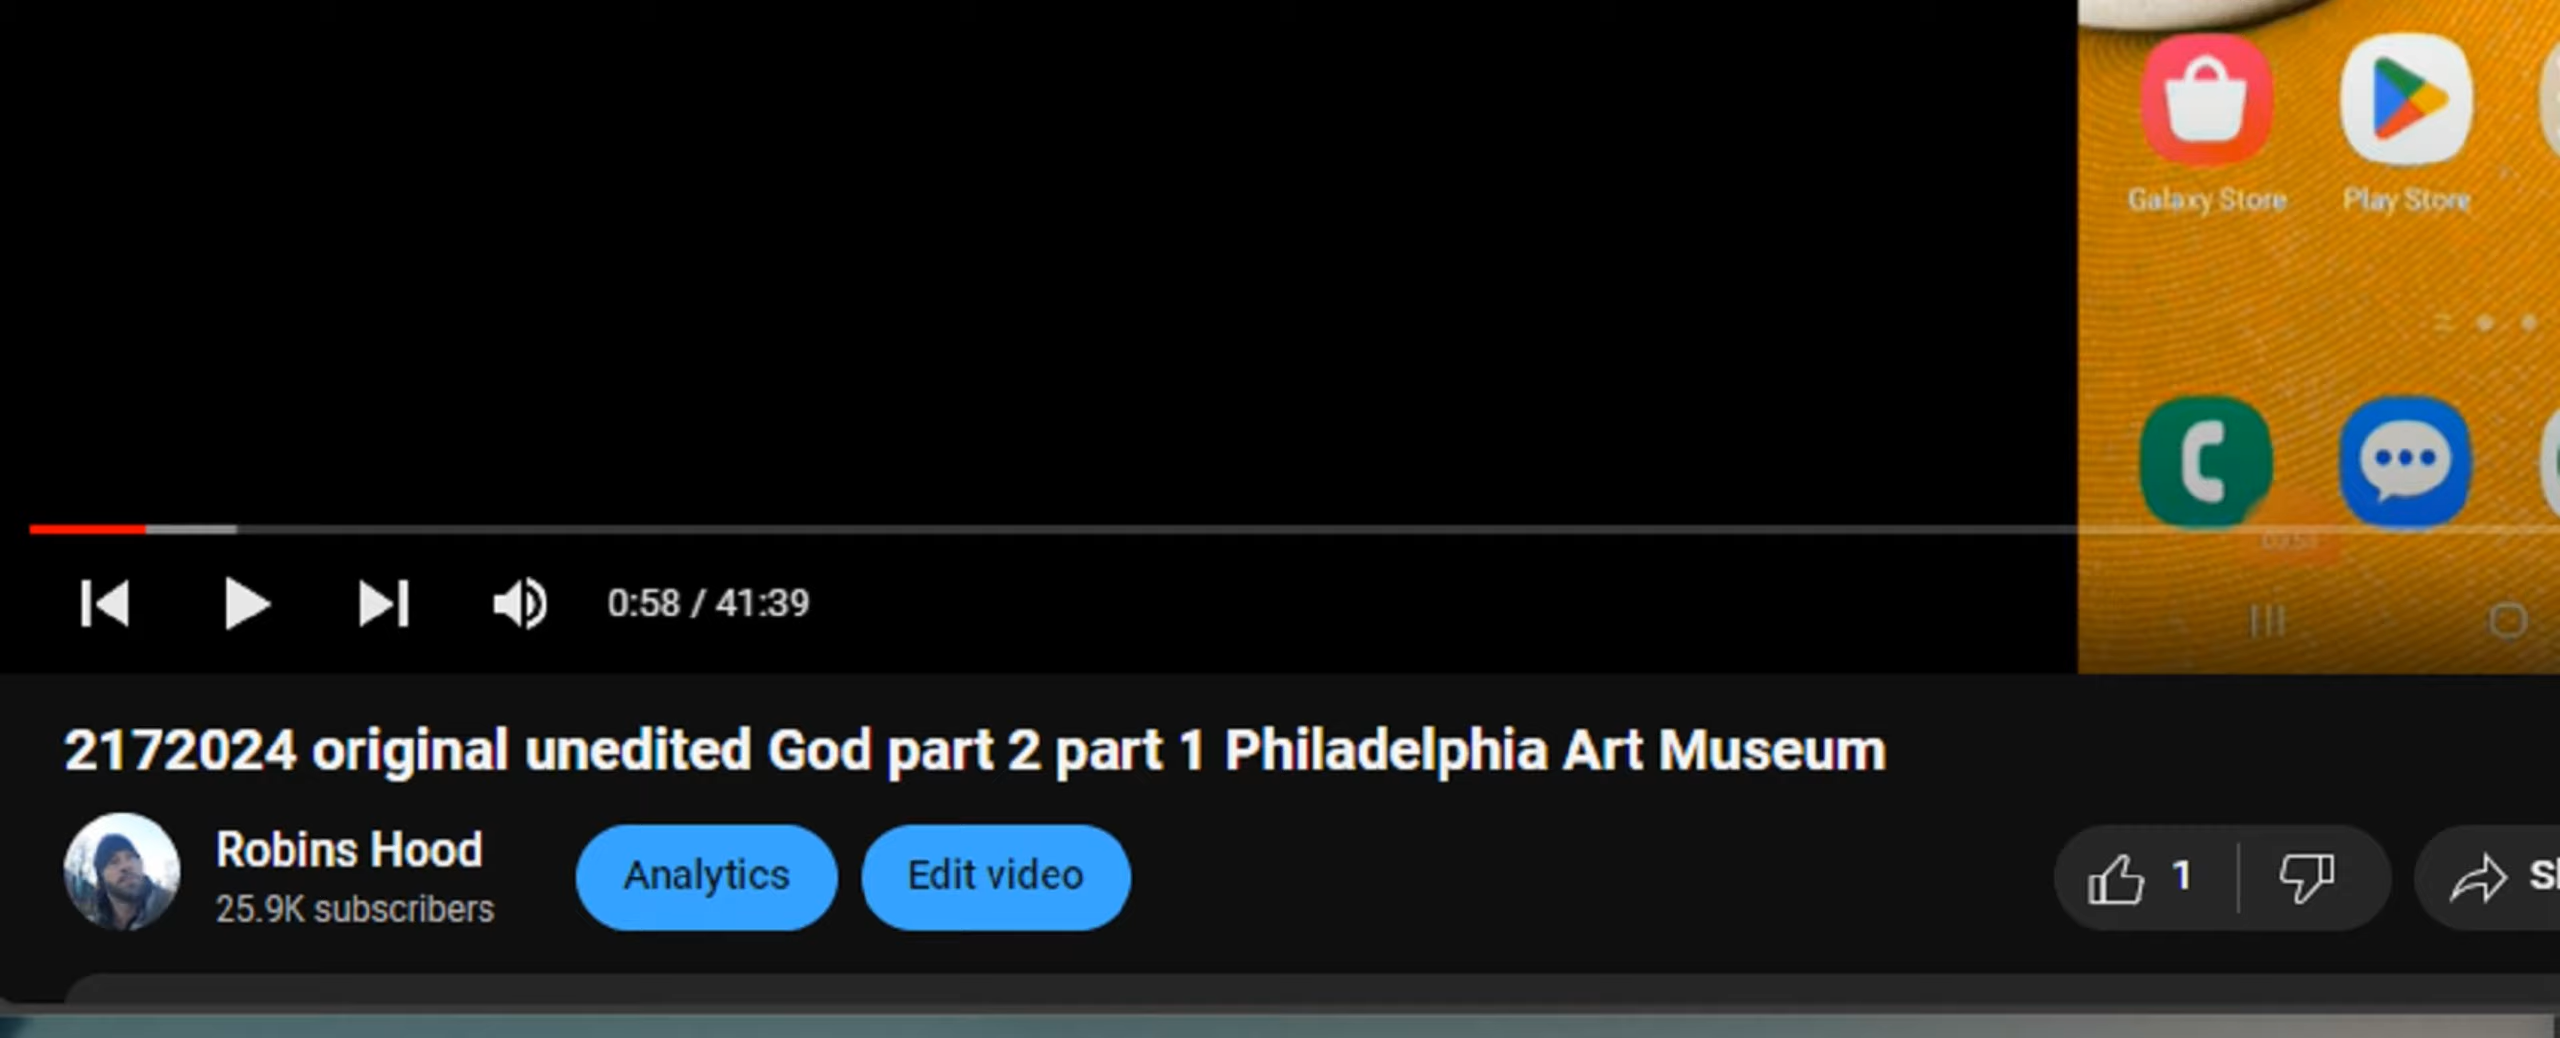 Galaxy Store Play Store
0:58 / 41:39
2172024 original unedited God part 2 part 1 Philadelphia Art Museum
Robins Hood
25.9K subscribers
Analytics
Edit video
1